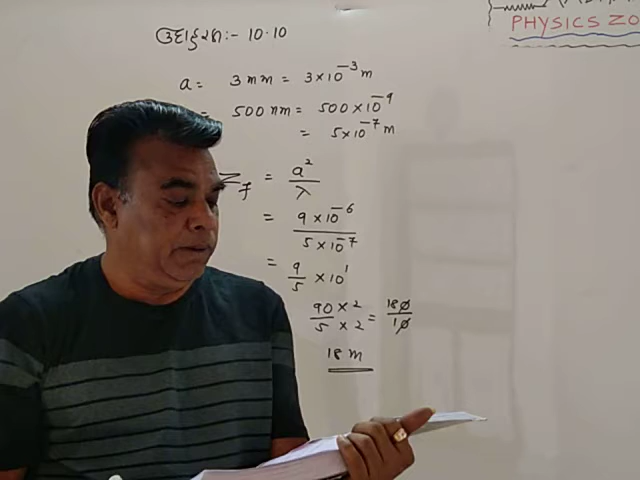 ઉદાહરણ:- 10.10
PHYSICS ZO
a = 3 mm = 3×10⁻³ m
= 500 nm = 500×10⁻⁹
= 5×10⁻⁷ m
Z_f = a²/λ
= 9×10⁻⁶/5×10⁻⁷
= 9/5 × 10¹
90×2/5×2 = 180/10
18 m